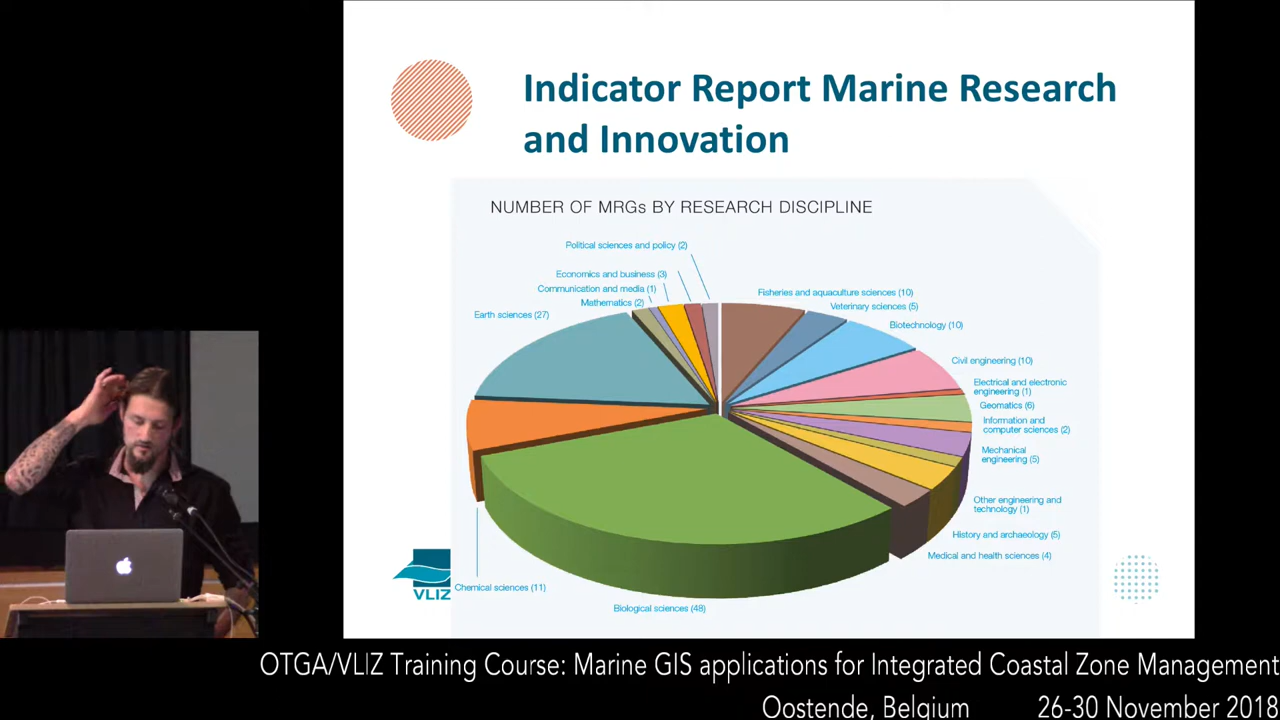 Indicator Report Marine Research
and Innovation
NUMBER OF MRGs BY RESEARCH DISCIPLINE
Political sciences and policy (2)
Economics and business (3)
Communication and media (1)
Mathematics (2)
Earth sciences (27)
Fisheries and aquaculture sciences (10)
Veterinary sciences (5)
Biotechnology (10)
Civil engineering (10)
Electrical and electronic
engineering (1)
Geomatics (6)
Information and
computer sciences (2)
Mechanical
engineering (5)
Other engineering and
technology (1)
History and archaeology (5)
Medical and health sciences (4)
Chemical sciences (11)
Biological sciences (48)
VLIZ
OTGA/VLIZ Training Course: Marine GIS applications for Integrated Coastal Zone Management
Oostende, Belgium 26-30 November 2018